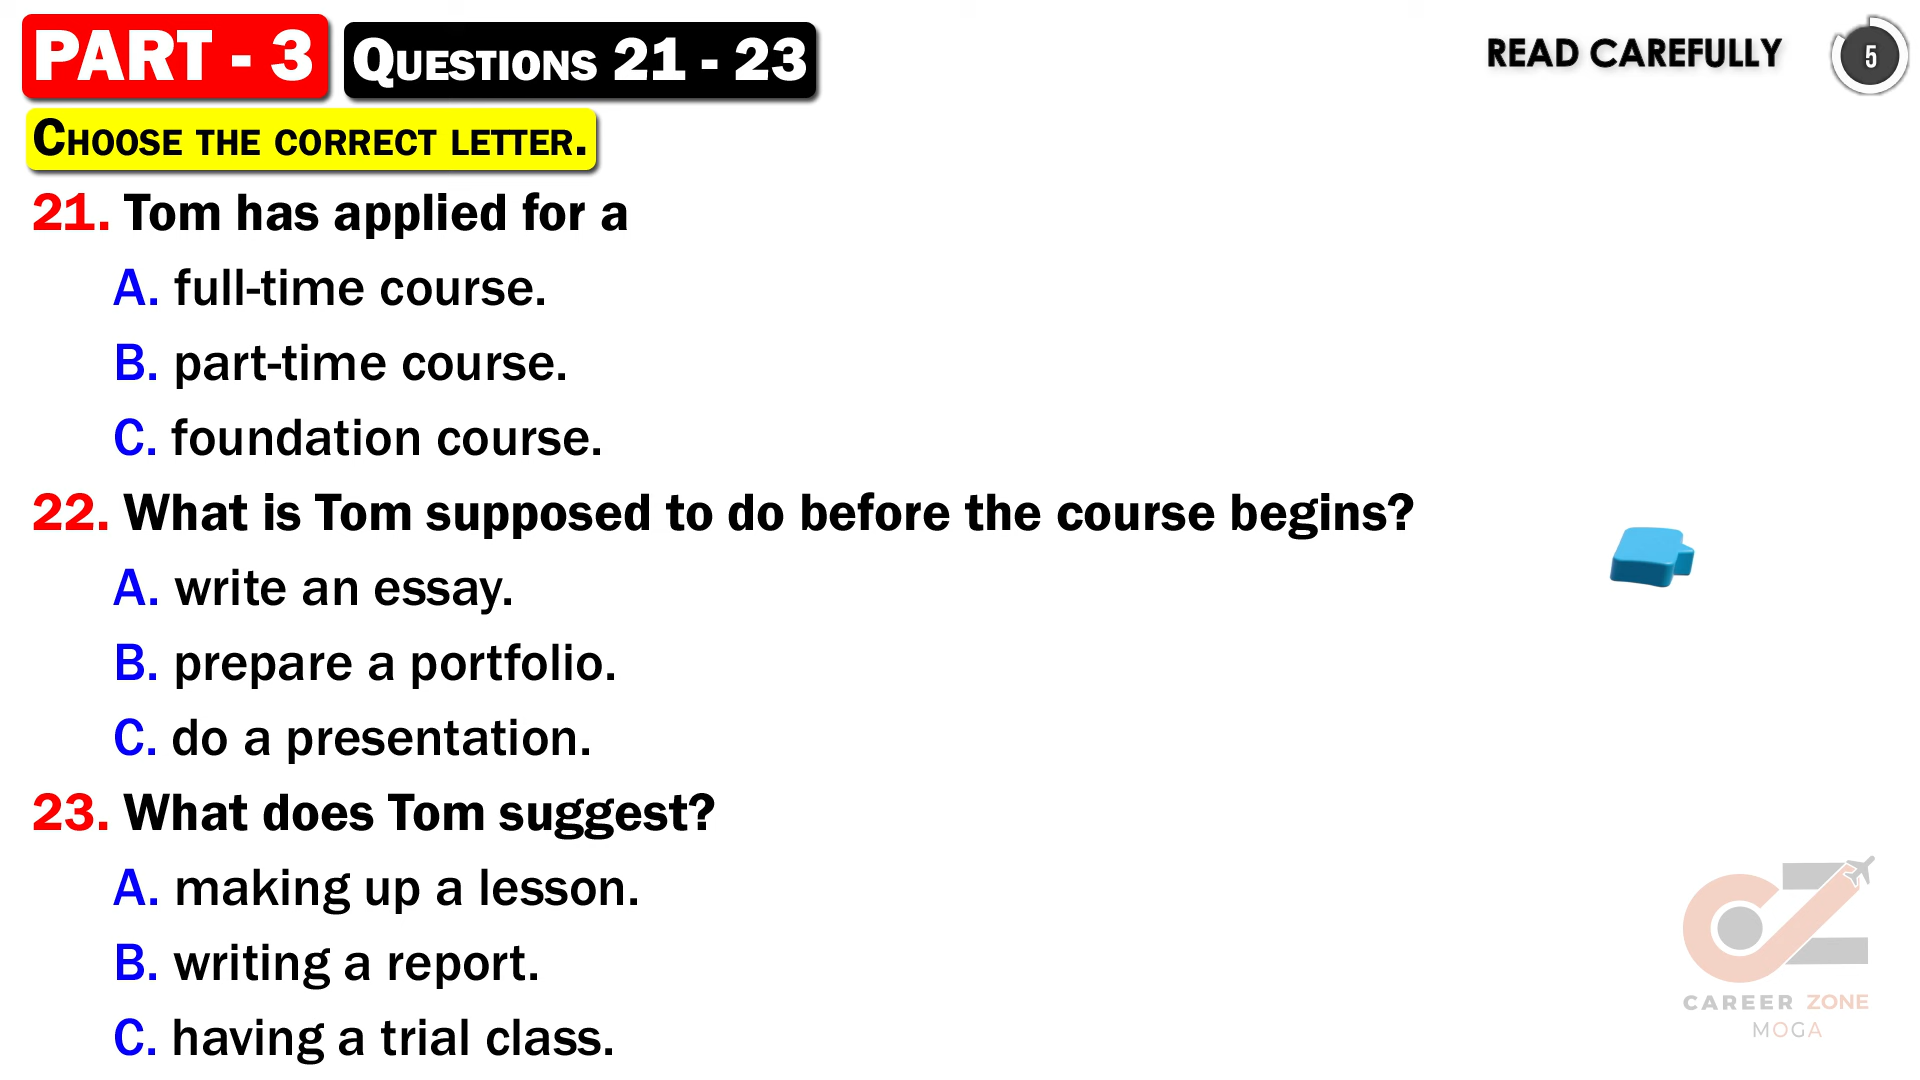 PART - 3 QUESTIONS 21 - 23 READ CAREFULLY 5
CHOOSE THE CORRECT LETTER.
21. Tom has applied for a
A. full-time course.
B. part-time course.
C. foundation course.
22. What is Tom supposed to do before the course begins?
A. write an essay.
B. prepare a portfolio.
C. do a presentation.
23. What does Tom suggest?
A. making up a lesson.
B. writing a report.
C. having a trial class.
CZ
CAREER ZONE
MOGA